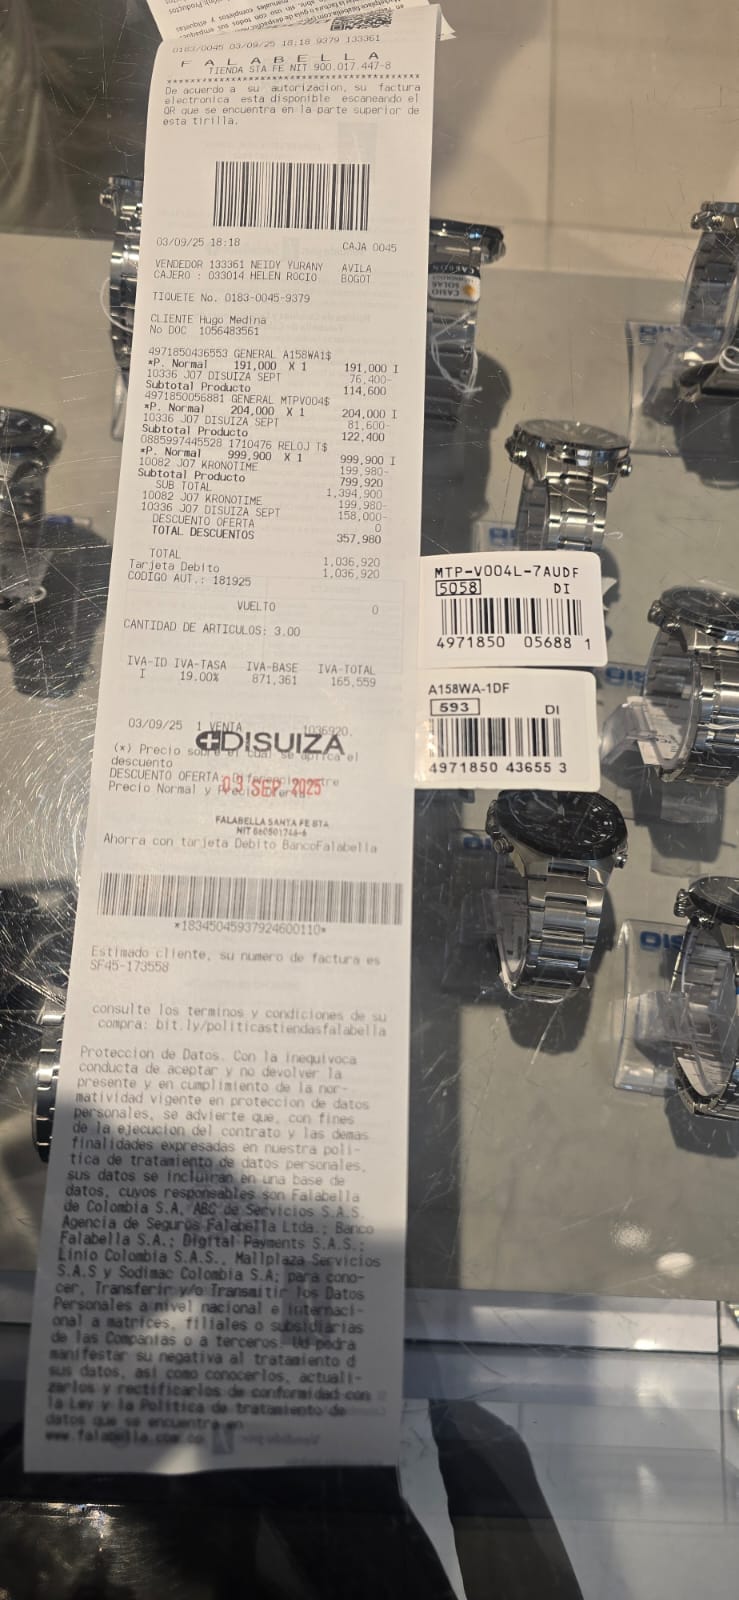 0183/0045 03/09/25 18:18 9379 133361
F A L A B E L L A
TIENDA STA FE NIT 900.017.447-8
De acuerdo a su autorizacion, su factura
electronica esta disponible escaneando el
QR que se encuentra en la parte superior de
esta tirilla.
03/09/25 18:18 CAJA 0045
VENDEDOR 133361 NEIDY YURANY AVILA
CAJERO : 033014 HELEN ROCIO BOGOT
TIQUETE No. 0183-0045-9379
CLIENTE Hugo Medina
No DOC 1056483561
4971850436553 GENERAL A158WA1$
*P. Normal 191,000 X 1 191,000 I
10336 J07 DISUIZA SEPT 76,400-
Subtotal Producto 114,600
4971850056881 GENERAL MTPV004$
*P. Normal 204,000 X 1 204,000 I
10336 J07 DISUIZA SEPT 81,600-
Subtotal Producto 122,400
0885997445528 1710476 RELOJ T$
*P. Normal 999,900 X 1 999,900 I
10082 J07 KRONOTIME 199,980-
Subtotal Producto 799,920
SUB TOTAL 1,394,900
10082 J07 KRONOTIME 199,980-
10336 J07 DISUIZA SEPT 158,000-
DESCUENTO OFERTA 0
TOTAL DESCUENTOS 357,980
TOTAL 1,036,920
Tarjeta Debito 1,036,920
CODIGO AUT.: 181925
VUELTO 0
CANTIDAD DE ARTICULOS: 3.00
IVA-ID IVA-TASA IVA-BASE IVA-TOTAL
I 19.00% 871,361 165,559
03/09/25 1 VENTA 1036920.
DISUIZA
(*) Precio sobre el cual se aplica el
descuento
DESCUENTO OFERTA: Diferencia entre
Precio Normal y Precio Oferta.
03 SEP 2025
FALABELLA SANTA FE BTA
NIT 860501746-6
Ahorra con tarjeta Debito BancoFalabella
*18345045937924600110*
Estimado cliente, su numero de factura es
SF45-173558
consulte los terminos y condiciones de su
compra: bit.ly/politicastiendasfalabella
Proteccion de Datos. Con la inequivoca
conducta de aceptar y no devolver la
presente y en cumplimiento de la nor-
matividad vigente en proteccion de datos
personales, se advierte que, con fines
de la ejecucion del contrato y las demas
finalidades expresadas en nuestra poli-
tica de tratamiento de datos personales,
sus datos se incluiran en una base de
datos, cuyos responsables son Falabella
de Colombia S.A, ABC de Servicios S.A.S.
Agencia de Seguros Falabella Ltda.; Banco
Falabella S.A.; Digital Payments S.A.S.;
Linio Colombia S.A.S., Mallplaza Servicios
S.A.S y Sodimac Colombia S.A; para cono-
cer, Transferir y/o Transmitir los Datos
Personales a nivel nacional e internaci-
onal a matrices, filiales o subsidiarias
de las Companias o a terceros. Ud podra
manifestar su negativa al tratamiento d
sus datos, asi como conocerlos, actuali-
zarlos y rectificarlos de conformidad con
la Ley y la Politica de tratamiento de
datos que se encuentra en
www.falabella.com.co
MTP-V004L-7AUDF
5058 DI
4971850 05688 1
A158WA-1DF
593 DI
4971850 43655 3
CASIO
SOLAR